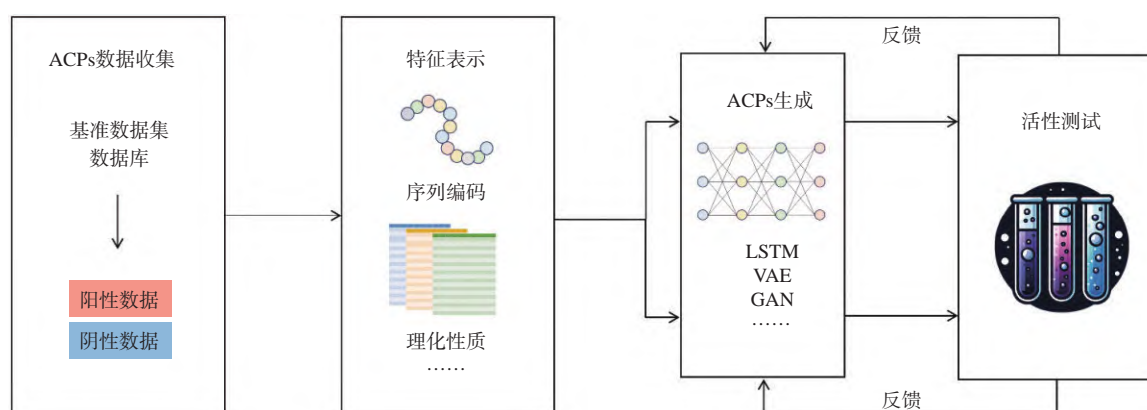 ACPs数据收集
基准数据集
数据库
阳性数据
阴性数据
特征表示
序列编码
理化性质
……
反馈
ACPs生成
LSTM
VAE
GAN
……
反馈
活性测试